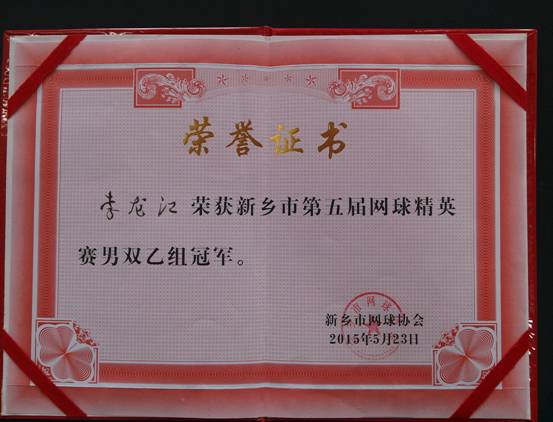 荣誉证书
李龙江 荣获新乡市第五届网球精英
赛男双乙组冠军。
新乡市网球协会
2015年5月23日